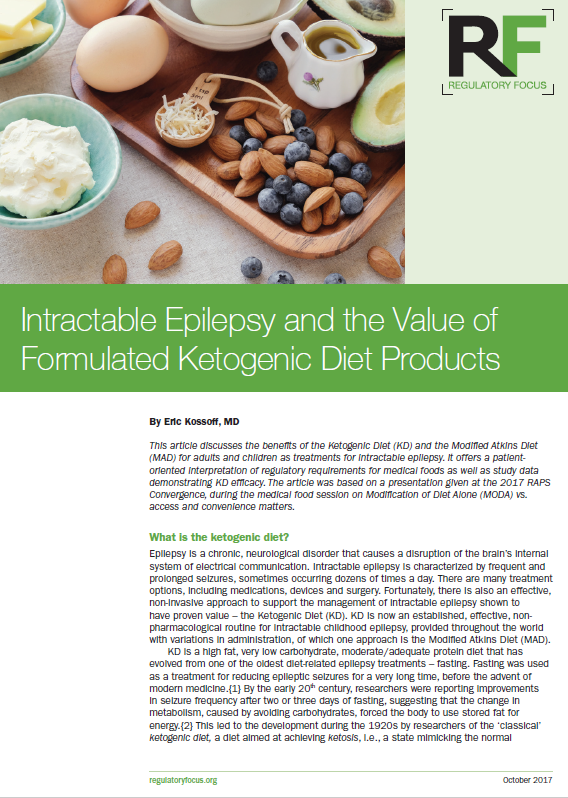 RF
REGULATORY FOCUS
Intractable Epilepsy and the Value of
Formulated Ketogenic Diet Products
By Eric Kossoff, MD
This article discusses the benefits of the Ketogenic Diet (KD) and the Modified Atkins Diet
(MAD) for adults and children as treatments for intractable epilepsy. It offers a patient-
oriented interpretation of regulatory requirements for medical foods as well as study data
demonstrating KD efficacy. The article was based on a presentation given at the 2017 RAPS
Convergence, during the medical food session on Modification of Diet Alone (MODA) vs.
access and convenience matters.
What is the ketogenic diet?
Epilepsy is a chronic, neurological disorder that causes a disruption of the brain's internal
system of electrical communication. Intractable epilepsy is characterized by frequent and
prolonged seizures, sometimes occurring dozens of times a day. There are many treatment
options, including medications, devices and surgery. Fortunately, there is also an effective,
non-invasive approach to support the management of intractable epilepsy shown to
have proven value – the Ketogenic Diet (KD). KD is now an established, effective, non-
pharmacological routine for intractable childhood epilepsy, provided throughout the world
with variations in administration, of which one approach is the Modified Atkins Diet (MAD).
KD is a high fat, very low carbohydrate, moderate/adequate protein diet that has
evolved from one of the oldest diet-related epilepsy treatments – fasting. Fasting was used
as a treatment for reducing epileptic seizures for a very long time, before the advent of
modern medicine.{1} By the early 20th century, researchers were reporting improvements
in seizure frequency after two or three days of fasting, suggesting that the change in
metabolism, caused by avoiding carbohydrates, forced the body to use stored fat for
energy.{2} This led to the development during the 1920s by researchers of the 'classical'
ketogenic diet, a diet aimed at achieving ketosis, i.e., a state mimicking the normal
regulatoryfocus.org
October 2017